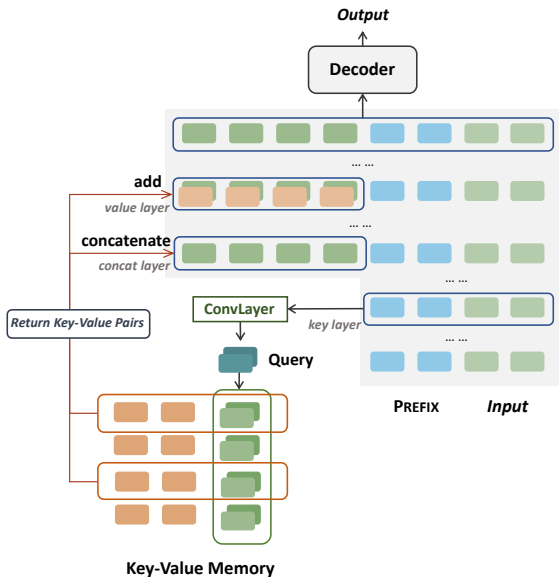 Output
Decoder
... ...
add
value layer
... ...
concatenate
concat layer
... ...
ConvLayer
key layer
Return Key-Value Pairs
... ...
Query
PREFIX
Input
Key-Value Memory